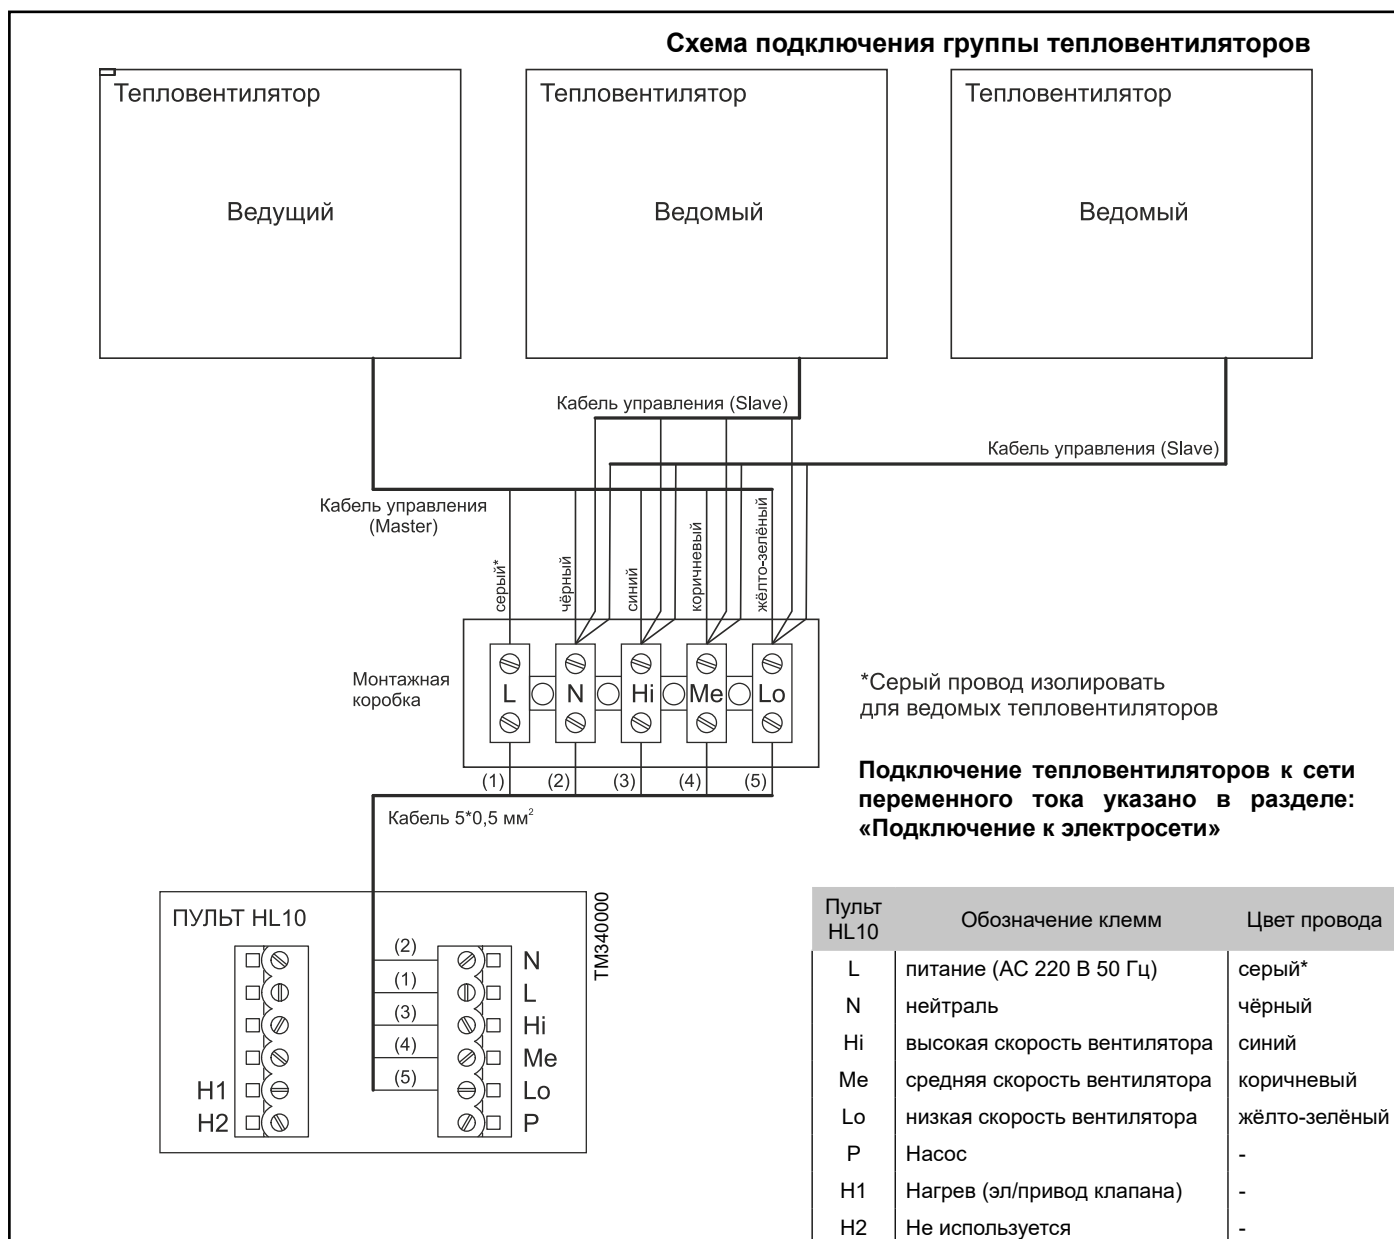 Схема подключения группы тепловентиляторов
Тепловентилятор
Тепловентилятор
Тепловентилятор
Ведущий
Ведомый
Ведомый
Кабель управления (Slave)
Кабель управления (Slave)
Кабель управления
(Master)
серый*
чёрный
синий
коричневый
жёлто-зелёный
Монтажная
коробка
L
N
Hi
Me
Lo
*Серый провод изолировать
для ведомых тепловентиляторов
(1)
(2)
(3)
(4)
(5)
Подключение тепловентиляторов к сети
переменного тока указано в разделе:
«Подключение к электросети»
Кабель 5*0,5 мм²
ПУЛЬТ HL10
TM340000
(2)
(1)
(3)
(4)
(5)
N
L
Hi
Me
Lo
P
H1
H2
Пульт HL10 Обозначение клемм Цвет провода
L питание (АС 220 В 50 Гц) серый*
N нейтраль чёрный
Hi высокая скорость вентилятора синий
Me средняя скорость вентилятора коричневый
Lo низкая скорость вентилятора жёлто-зелёный
P Насос -
H1 Нагрев (эл/привод клапана) -
H2 Не используется -